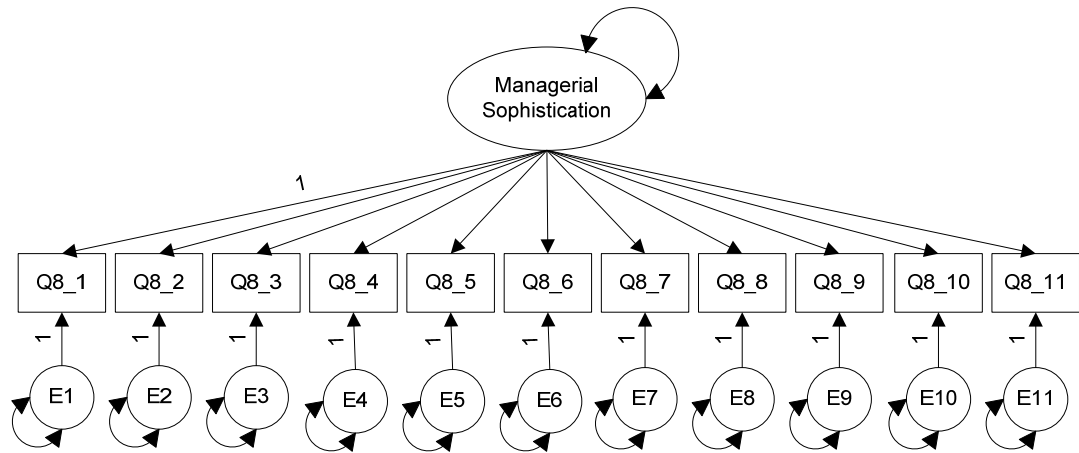 Managerial
Sophistication
1
Q8_1 Q8_2 Q8_3 Q8_4 Q8_5 Q8_6 Q8_7 Q8_8 Q8_9 Q8_10 Q8_11
1 1 1 1 1 1 1 1 1 1 1
E1 E2 E3 E4 E5 E6 E7 E8 E9 E10 E11